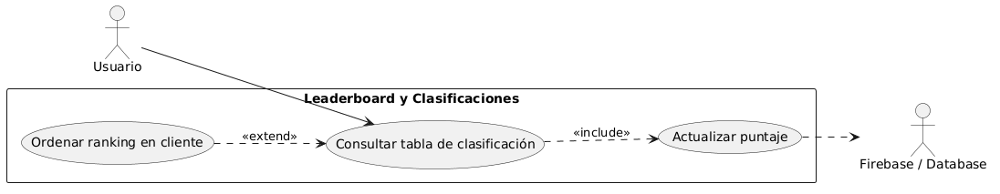 Usuario
Leaderboard y Clasificaciones
Ordenar ranking en cliente
«extend»
Consultar tabla de clasificación
«include»
Actualizar puntaje
Firebase / Database